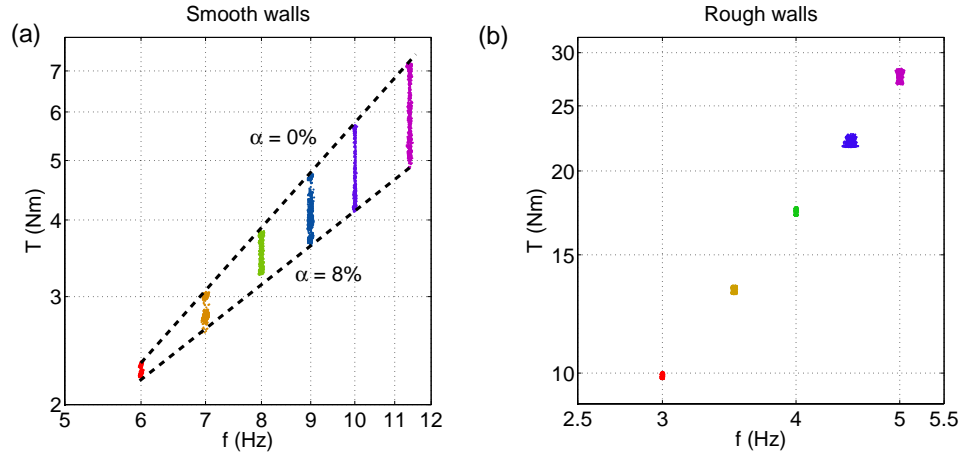 Smooth walls
(a)
7
6
5
4
3
2
T (Nm)
α = 0%
α = 8%
5 6 7 8 9 10 11 12
f (Hz)
Rough walls
(b)
30
25
20
15
10
T (Nm)
2.5 3 4 5 5.5
f (Hz)